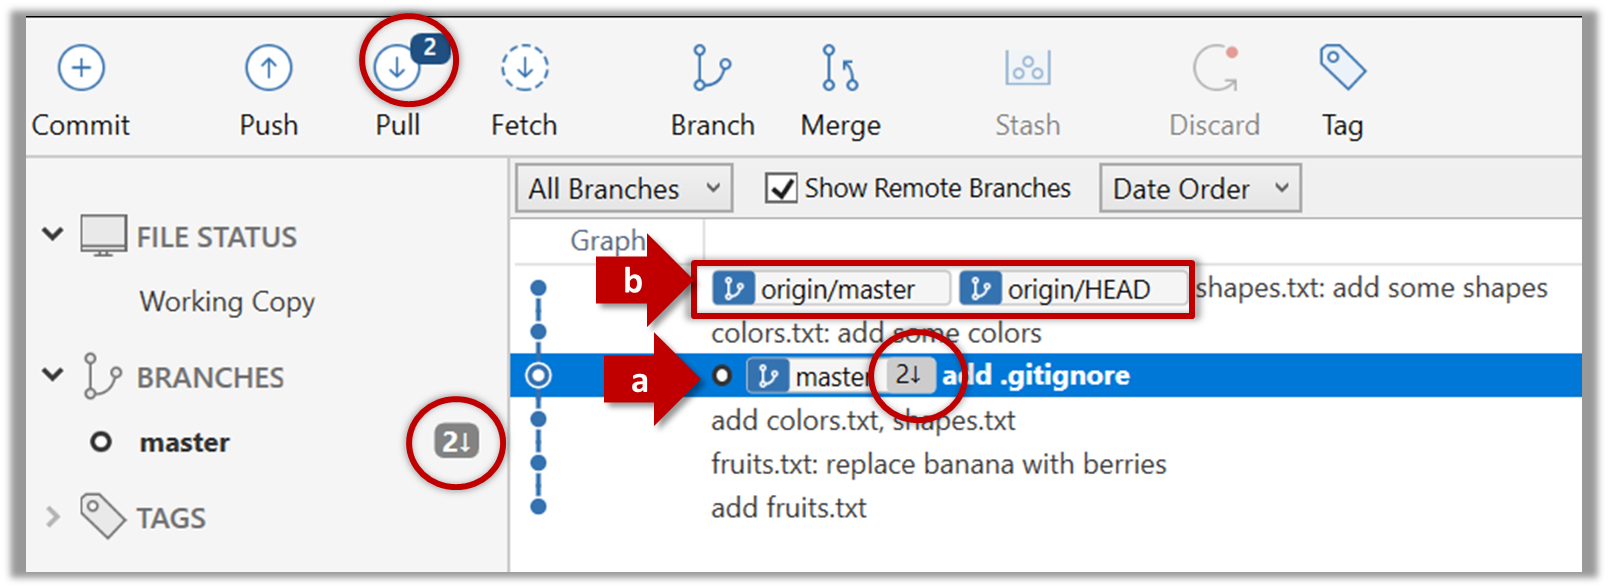 2
Commit
Push
Pull
Fetch
Branch
Merge
Stash
Discard
Tag
All Branches
Show Remote Branches
Date Order
FILE STATUS
Working Copy
BRANCHES
master 2↓
TAGS
Graph
b
origin/master origin/HEAD shapes.txt: add some shapes
colors.txt: add some colors
a
master 2↓ add .gitignore
add colors.txt, shapes.txt
fruits.txt: replace banana with berries
add fruits.txt